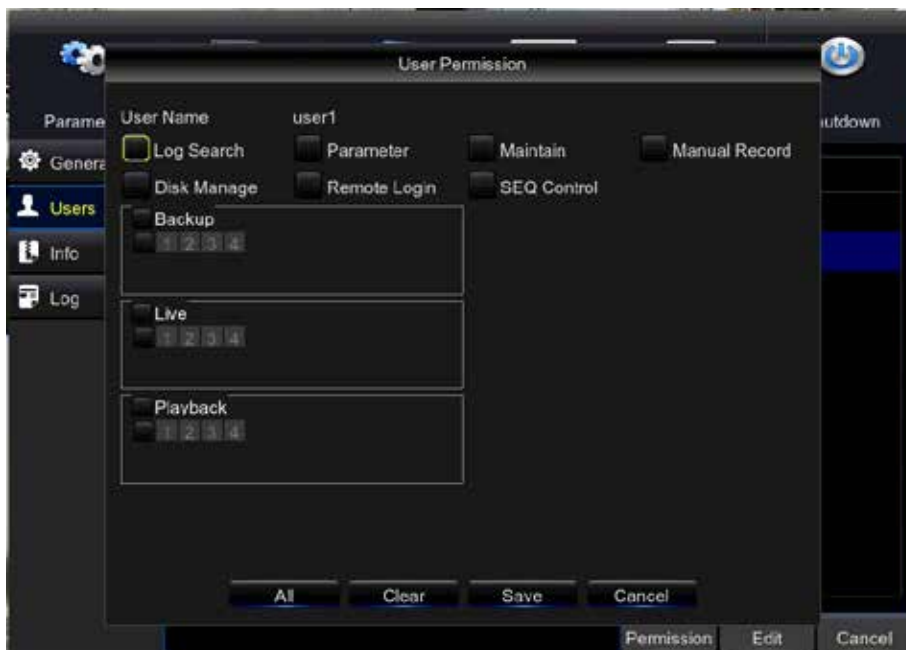 User Permission
Parame
utdown
User Name user1
Log Search Parameter Maintain Manual Record
Genera
Disk Manage Remote Login SEQ Control
Users
Backup
1 2 3 4
Info
Log
Live
1 2 3 4
Playback
1 2 3 4
All Clear Save Cancel
Permission Edit Cancel